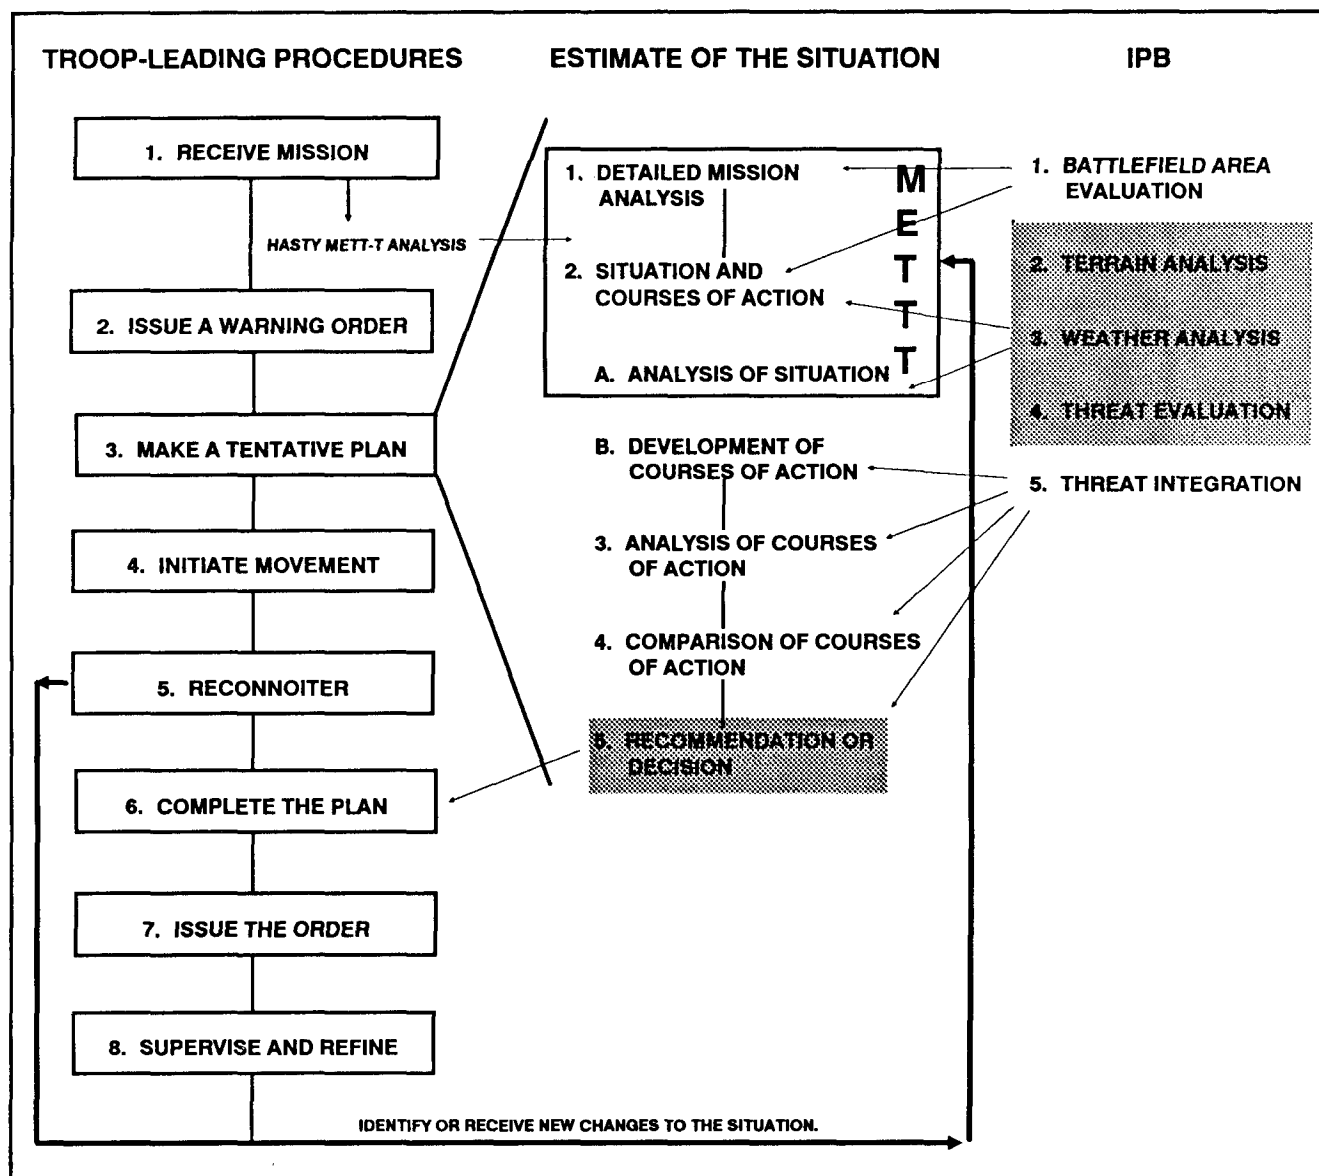 TROOP-LEADING PROCEDURES
1. RECEIVE MISSION
HASTY METT-T ANALYSIS
2. ISSUE A WARNING ORDER
3. MAKE A TENTATIVE PLAN
4. INITIATE MOVEMENT
5. RECONNOITER
6. COMPLETE THE PLAN
7. ISSUE THE ORDER
8. SUPERVISE AND REFINE
ESTIMATE OF THE SITUATION
1. DETAILED MISSION
ANALYSIS
2. SITUATION AND
COURSES OF ACTION
A. ANALYSIS OF SITUATION
M
E
T
T
T
B. DEVELOPMENT OF
COURSES OF ACTION
3. ANALYSIS OF COURSES
OF ACTION
4. COMPARISON OF COURSES
OF ACTION
5. RECOMMENDATION OR
DECISION
IPB
1. BATTLEFIELD AREA
EVALUATION
2. TERRAIN ANALYSIS
3. WEATHER ANALYSIS
4. THREAT EVALUATION
5. THREAT INTEGRATION
IDENTIFY OR RECEIVE NEW CHANGES TO THE SITUATION.